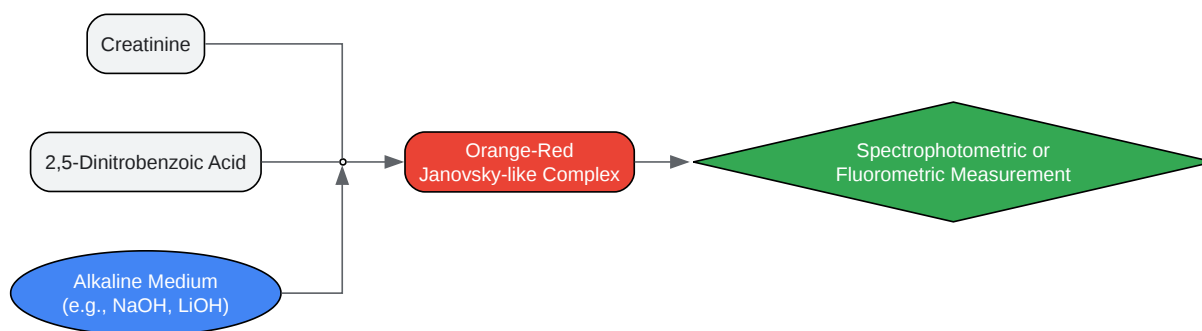 Creatinine
2,5-Dinitrobenzoic Acid
Alkaline Medium
(e.g., NaOH, LiOH)
Orange-Red
Janovsky-like Complex
Spectrophotometric or
Fluorometric Measurement